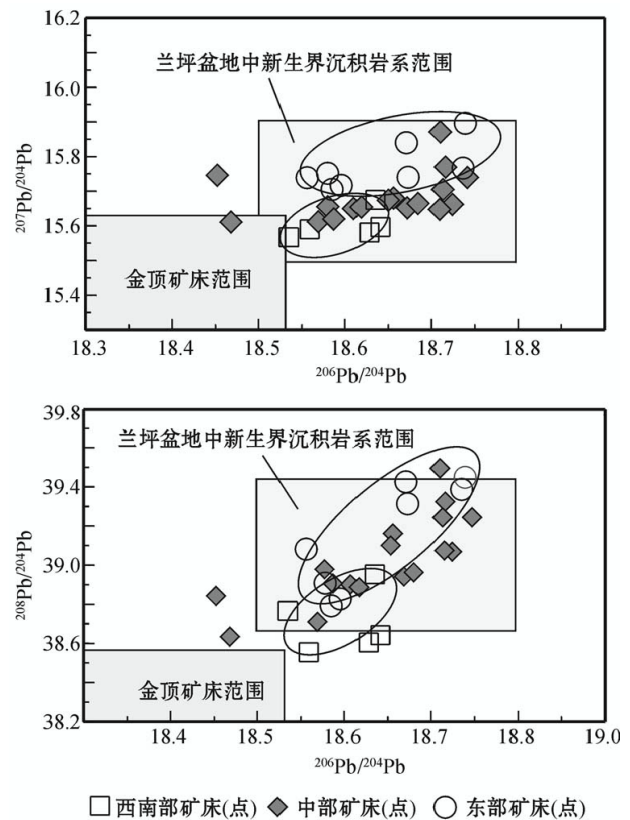 16.2
16.0
兰坪盆地中新生界沉积岩系范围
15.8
²⁰⁷Pb/²⁰⁴Pb
15.6
金顶矿床范围
15.4
18.3 18.4 18.5 18.6 18.7 18.8
²⁰⁶Pb/²⁰⁴Pb
39.8
兰坪盆地中新生界沉积岩系范围
39.4
39.0
²⁰⁸Pb/²⁰⁴Pb
38.6
金顶矿床范围
38.2
18.4 18.5 18.6 18.7 18.8 19.0
²⁰⁶Pb/²⁰⁴Pb
西南部矿床(点) 中部矿床(点) 东部矿床(点)